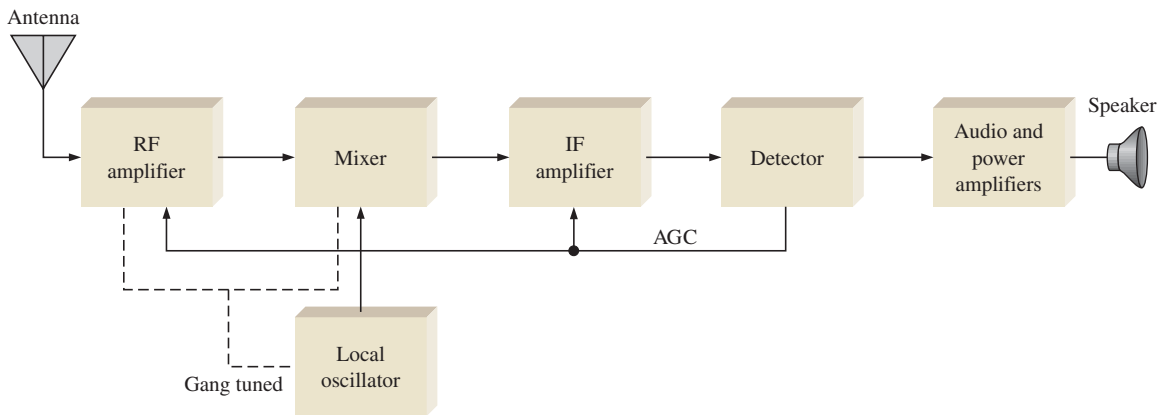 Antenna
RF
amplifier
Mixer
IF
amplifier
Detector
Audio and
power
amplifiers
Speaker
AGC
Local
oscillator
Gang tuned